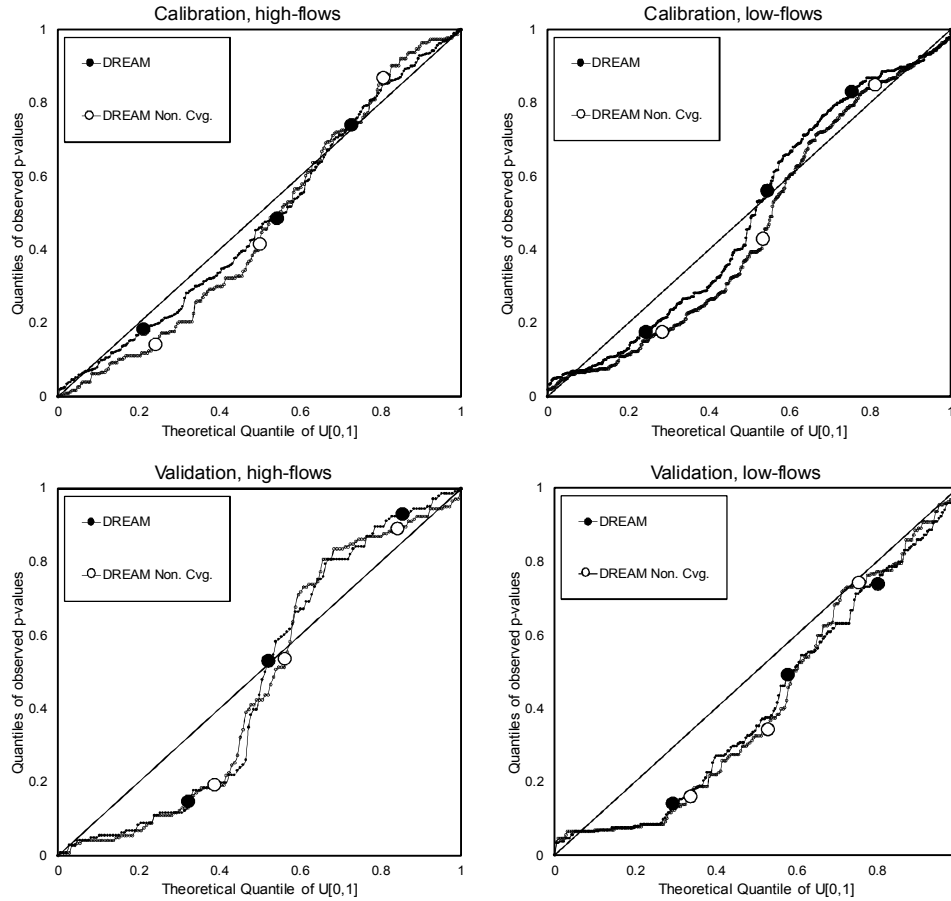 Calibration, high-flows
1
0.8
0.6
0.4
0.2
0
Quantiles of observed p-values
DREAM
DREAM Non. Cvg.
0 0.2 0.4 0.6 0.8 1
Theoretical Quantile of U[0,1]
Calibration, low-flows
1
0.8
0.6
0.4
0.2
0
Quantiles of observed p-values
DREAM
DREAM Non. Cvg.
0 0.2 0.4 0.6 0.8 1
Theoretical Quantile of U[0,1]
Validation, high-flows
1
0.8
0.6
0.4
0.2
0
Quantiles of observed p-values
DREAM
DREAM Non. Cvg.
0 0.2 0.4 0.6 0.8 1
Theoretical Quantile of U[0,1]
Validation, low-flows
1
0.8
0.6
0.4
0.2
0
Quantiles of observed p-values
DREAM
DREAM Non. Cvg.
0 0.2 0.4 0.6 0.8
Theoretical Quantile of U[0,1]